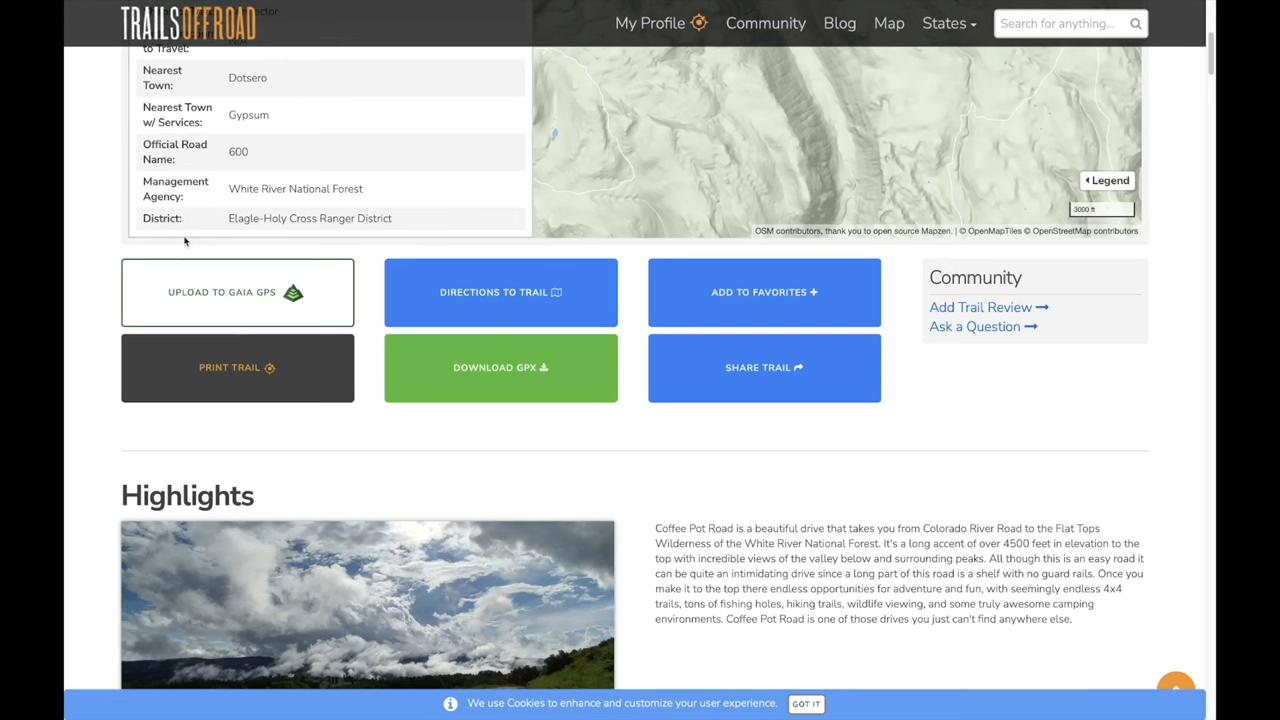 TRAILSOFFROAD
My Profile
Community
Blog
Map
States
Search for anything...
to Travel:
Nearest
Town:
Dotsero
Nearest Town
w/ Services:
Gypsum
Official Road
Name:
600
Management
Agency:
White River National Forest
District:
Elagle-Holy Cross Ranger District
Legend
3000 ft
OSM contributors, thank you to open source Mapzen. | © OpenMapTiles © OpenStreetMap contributors
UPLOAD TO GAIA GPS
DIRECTIONS TO TRAIL
ADD TO FAVORITES +
PRINT TRAIL
DOWNLOAD GPX
SHARE TRAIL
Community
Add Trail Review
Ask a Question
Highlights
Coffee Pot Road is a beautiful drive that takes you from Colorado River Road to the Flat Tops
Wilderness of the White River National Forest. It's a long accent of over 4500 feet in elevation to the
top with incredible views of the valley below and surrounding peaks. All though this is an easy road it
can be quite an intimidating drive since a long part of this road is a shelf with no guard rails. Once you
make it to the top there endless opportunities for adventure and fun, with seemingly endless 4x4
trails, tons of fishing holes, hiking trails, wildlife viewing, and some truly awesome camping
environments. Coffee Pot Road is one of those drives you just can't find anywhere else.
We use Cookies to enhance and customize your user experience.
GOT IT